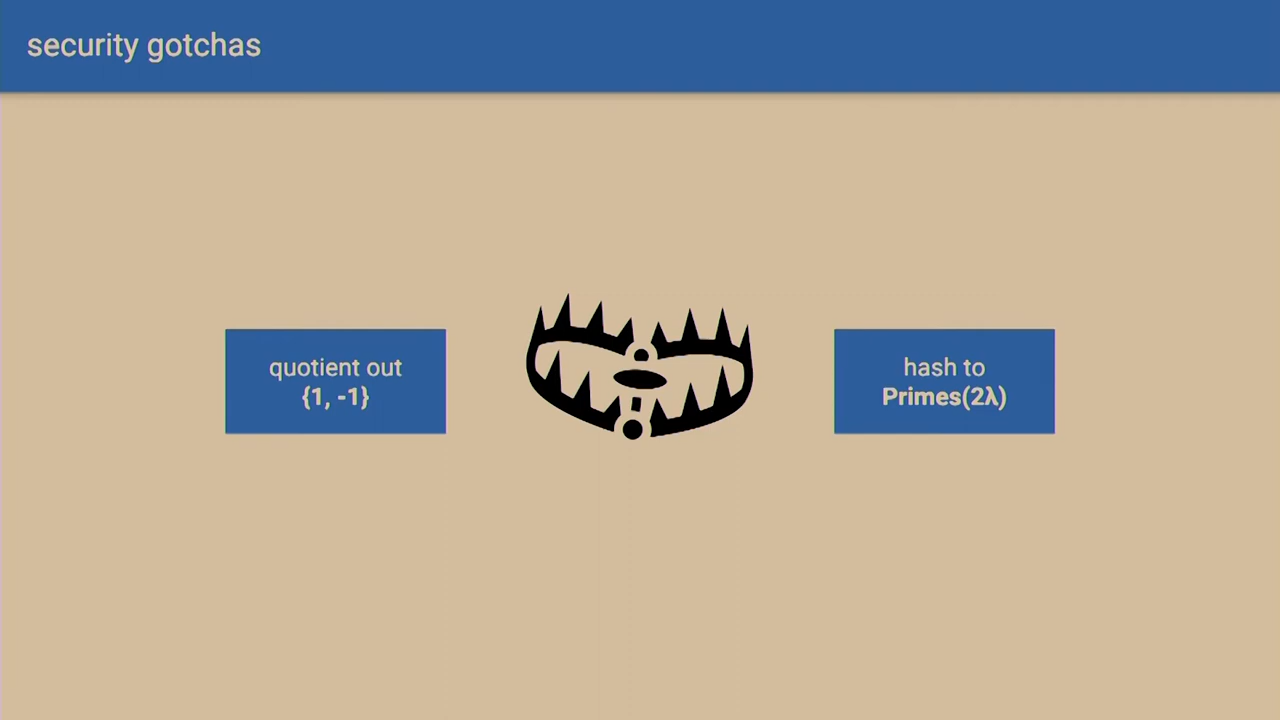 security gotchas
quotient out
{1, -1}
hash to
Primes(2λ)